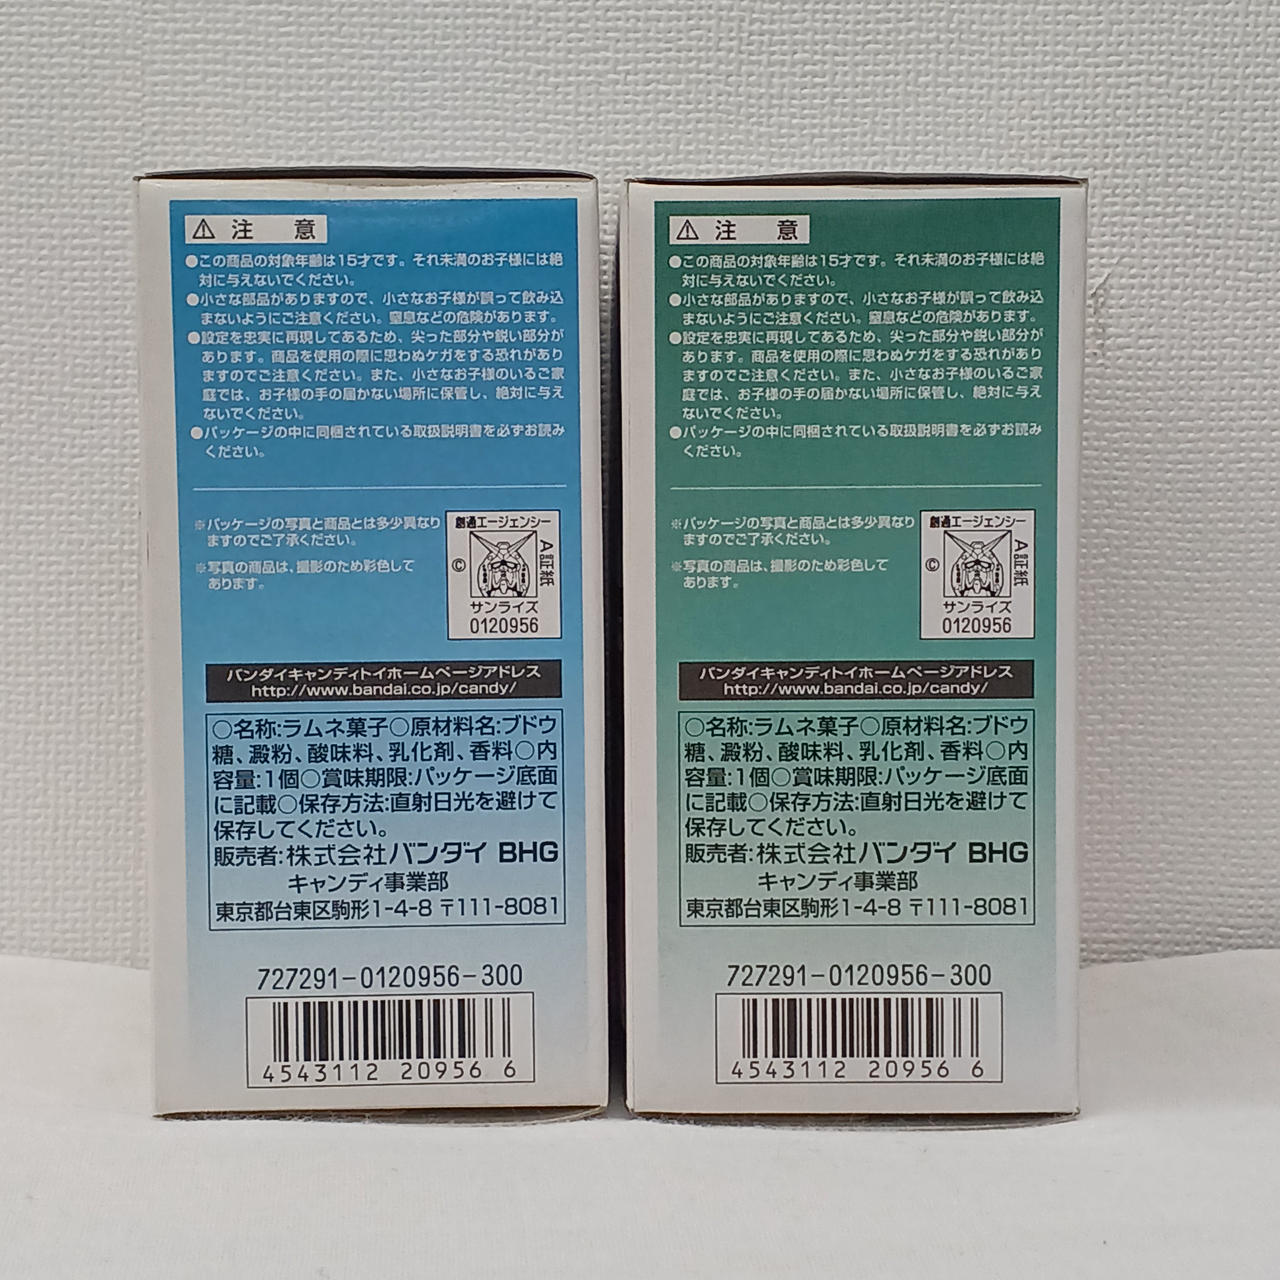 ⚠ 注 意
●この商品の対象年齢は15才です。それ未満のお子様には絶
対に与えないでください。
●小さな部品がありますので、小さなお子様が誤って飲み込
まないようにご注意ください。窒息などの危険があります。
●設定を忠実に再現してあるため、尖った部分や鋭い部分が
あります。商品を使用の際に思わぬケガをする恐れがあり
ますのでご注意ください。また、小さなお子様のいるご家
庭では、お子様の手の届かない場所に保管し、絶対に与え
ないでください。
●パッケージの中に同梱されている取扱説明書を必ずお読み
ください。
※パッケージの写真と商品とは多少異なり
ますのでご了承ください。
※写真の商品は、撮影のため彩色して
あります。
創通エージェンシー
©
A証紙
サンライズ
0120956
バンダイキャンディトイホームページアドレス
http://www.bandai.co.jp/candy/
○名称:ラムネ菓子○原材料名:ブドウ
糖、澱粉、酸味料、乳化剤、香料○内
容量:1個○賞味期限:パッケージ底面
に記載○保存方法:直射日光を避けて
保存してください。
販売者:株式会社バンダイ BHG
キャンディ事業部
東京都台東区駒形1-4-8 〒111-8081
727291-0120956-300
4543112 20956 6
⚠ 注 意
●この商品の対象年齢は15才です。それ未満のお子様には絶
対に与えないでください。
●小さな部品がありますので、小さなお子様が誤って飲み込
まないようにご注意ください。窒息などの危険があります。
●設定を忠実に再現してあるため、尖った部分や鋭い部分が
あります。商品を使用の際に思わぬケガをする恐れがあり
ますのでご注意ください。また、小さなお子様のいるご家
庭では、お子様の手の届かない場所に保管し、絶対に与え
ないでください。
●パッケージの中に同梱されている取扱説明書を必ずお読み
ください。
※パッケージの写真と商品とは多少異なり
ますのでご了承ください。
※写真の商品は、撮影のため彩色して
あります。
創通エージェンシー
©
A証紙
サンライズ
0120956
バンダイキャンディトイホームページアドレス
http://www.bandai.co.jp/candy/
○名称:ラムネ菓子○原材料名:ブドウ
糖、澱粉、酸味料、乳化剤、香料○内
容量:1個○賞味期限:パッケージ底面
に記載○保存方法:直射日光を避けて
保存してください。
販売者:株式会社バンダイ BHG
キャンディ事業部
東京都台東区駒形1-4-8 〒111-8081
727291-0120956-300
4543112 20956 6